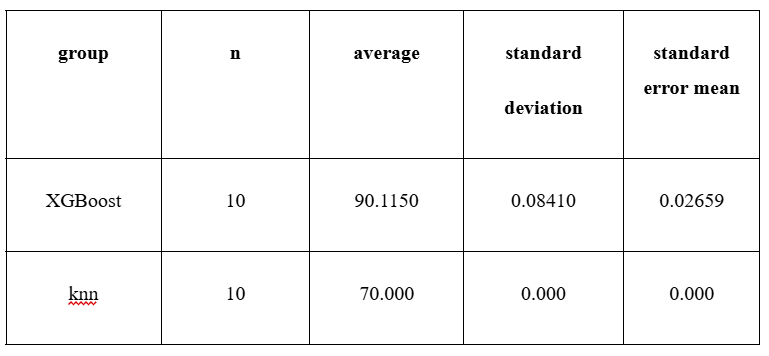 group n average standard deviation standard error mean
XGBoost 10 90.1150 0.08410 0.02659
knn 10 70.000 0.000 0.000